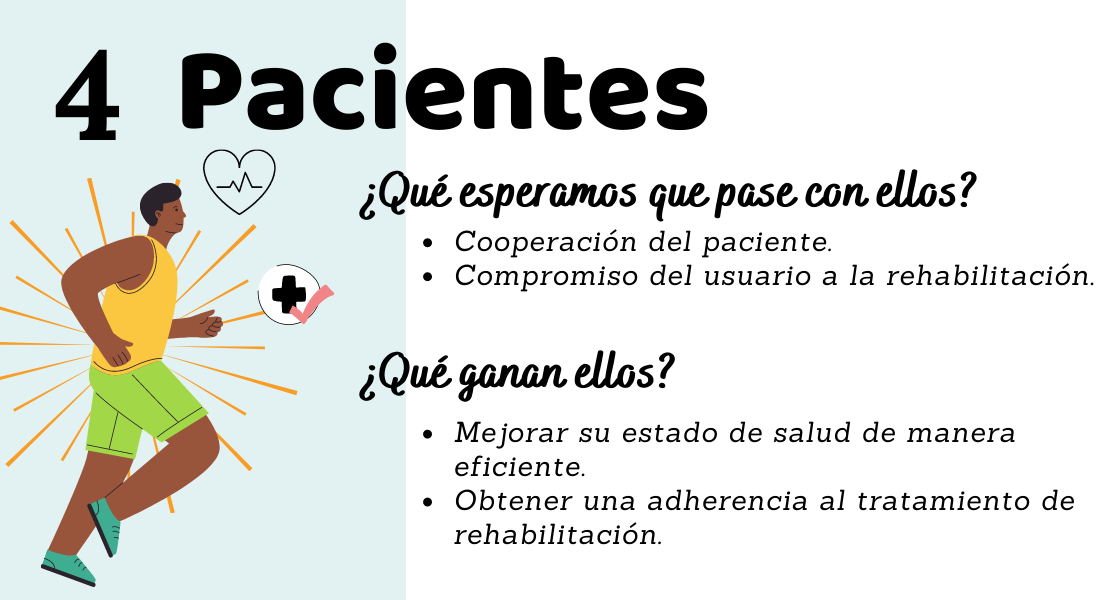 4 Pacientes
¿Qué esperamos que pase con ellos?
• Cooperación del paciente.
• Compromiso del usuario a la rehabilitación.
¿Qué ganan ellos?
• Mejorar su estado de salud de manera
eficiente.
• Obtener una adherencia al tratamiento de
rehabilitación.